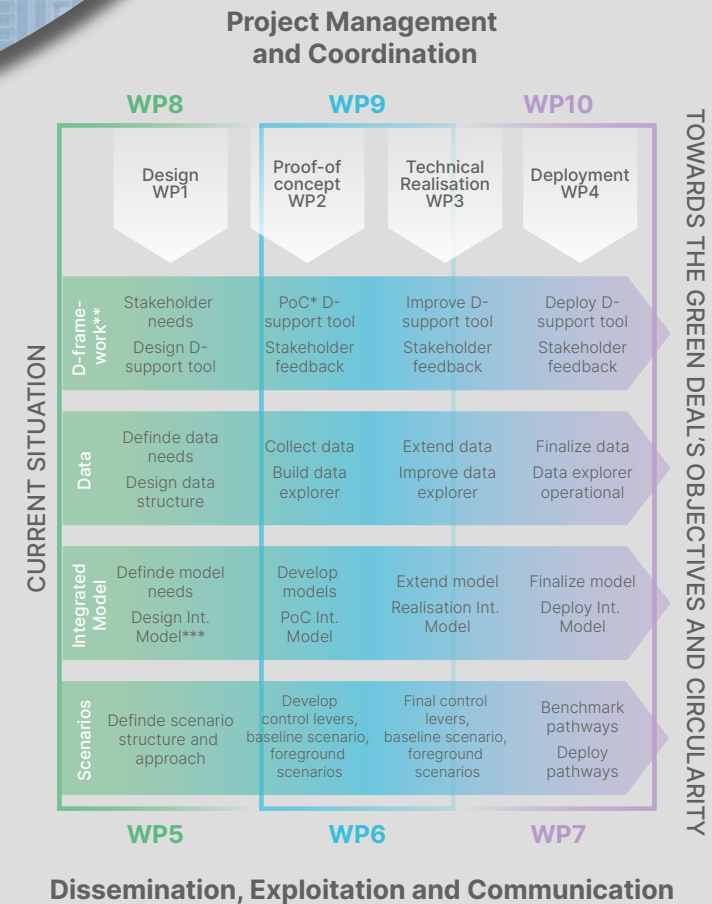 Project Management
and Coordination
WP8
WP9
WP10
Design
WP1
Proof-of
concept
WP2
Technical
Realisation
WP3
Deployment
WP4
CURRENT SITUATION
TOWARDS THE GREEN DEAL'S OBJECTIVES AND CIRCULARITY
D-frame-
work**
Stakeholder
needs
Design D-
support tool
PoC* D-
support tool
Stakeholder
feedback
Improve D-
support tool
Stakeholder
feedback
Deploy D-
support tool
Stakeholder
feedback
Data
Definde data
needs
Design data
structure
Collect data
Build data
explorer
Extend data
Improve data
explorer
Finalize data
Data explorer
operational
Integrated
Model
Definde model
needs
Design Int.
Model***
Develop
models
PoC Int.
Model
Extend model
Realisation Int.
Model
Finalize model
Deploy Int.
Model
Scenarios
Definde scenario
structure and
approach
Develop
control levers,
baseline scenario,
foreground
scenarios
Final control
levers,
baseline scenario,
foreground
scenarios
Benchmark
pathways
Deploy
pathways
WP5
WP6
WP7
Dissemination, Exploitation and Communication